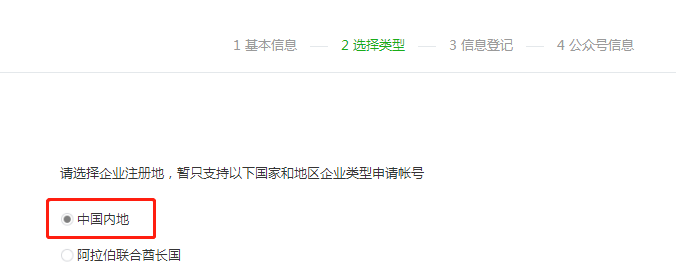 1 基本信息 2 选择类型 3 信息登记 4 公众号信息
请选择企业注册地，暂只支持以下国家和地区企业类型申请帐号
中国内地
阿拉伯联合酋长国